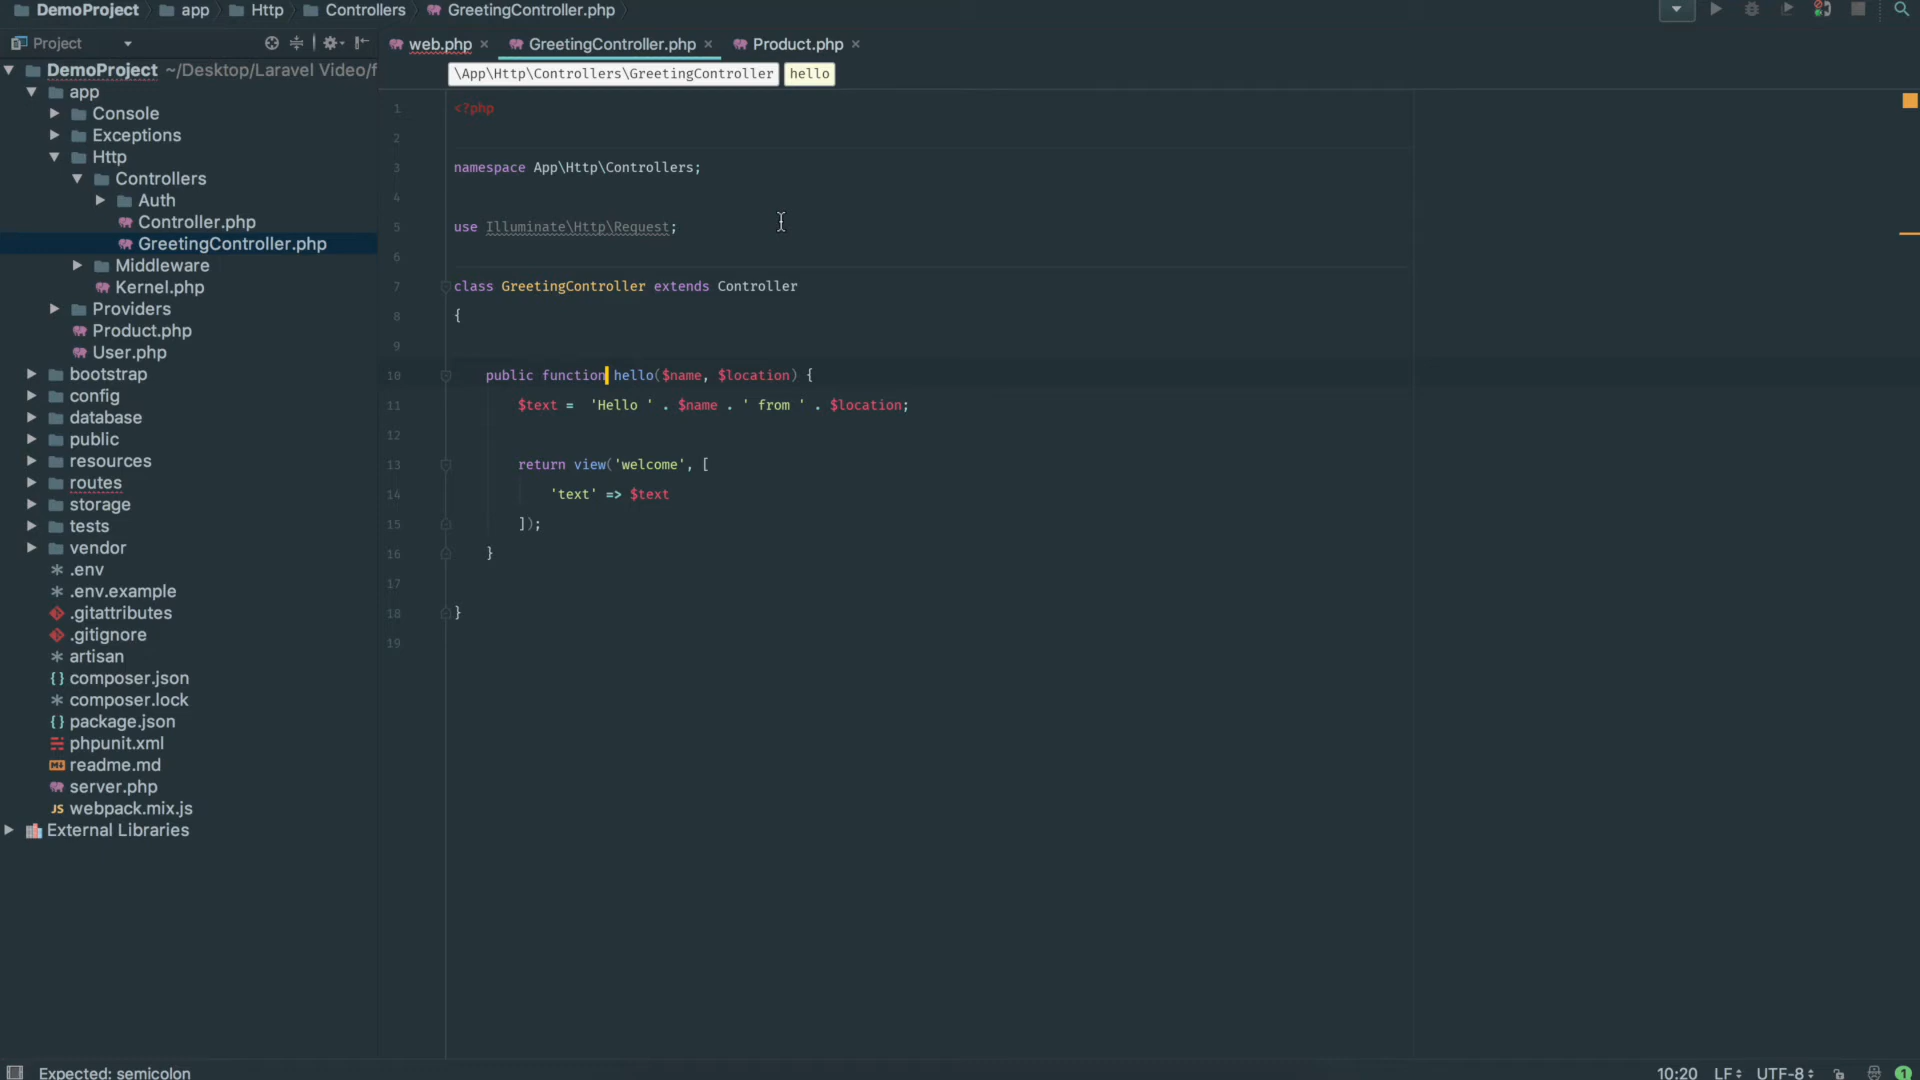 DemoProject app Http Controllers GreetingController.php
Project
web.php GreetingController.php Product.php
\App\Http\Controllers\GreetingController hello
DemoProject ~/Desktop/Laravel Video/f
app
Console
Exceptions
Http
Controllers
Auth
Controller.php
GreetingController.php
Middleware
Kernel.php
Providers
Product.php
User.php
bootstrap
config
database
public
resources
routes
storage
tests
vendor
.env
.env.example
.gitattributes
.gitignore
artisan
composer.json
composer.lock
package.json
phpunit.xml
readme.md
server.php
JS webpack.mix.js
External Libraries
1 <?php
2
3 namespace App\Http\Controllers;
4
5 use Illuminate\Http\Request;
6
7 class GreetingController extends Controller
8 {
9
10 public function hello($name, $location) {
11 $text = 'Hello ' . $name . ' from ' . $location;
12
13 return view('welcome', [
14 'text' => $text
15 ]);
16 }
17
18 }
19
Expected: semicolon 10:20 LF UTF-8 1